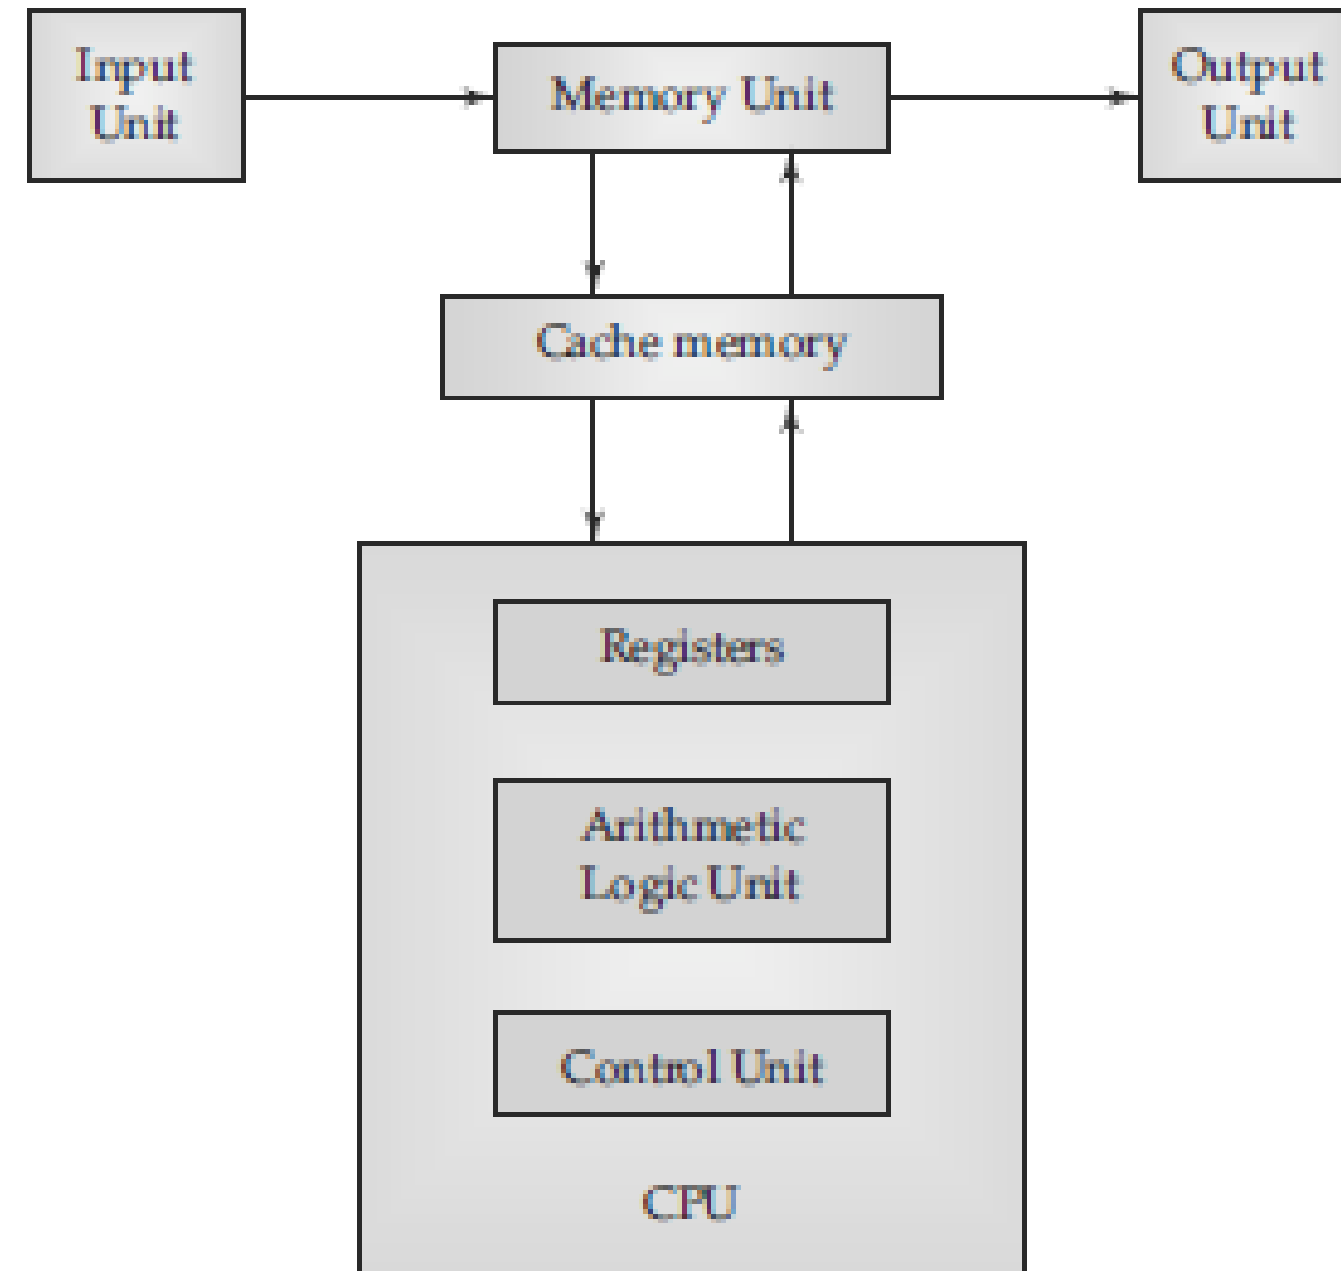 Input
Unit
Memory Unit
Output
Unit
Cache memory
Registers
Arithmetic
Logic Unit
Control Unit
CPU